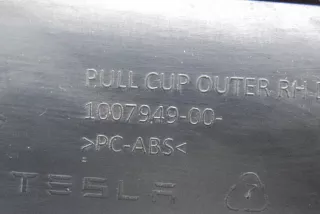 PULL CUP OUTER RH
1007949-00-
>PC-ABS<
TESLA